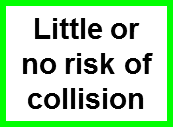 Little or
no risk of
collision